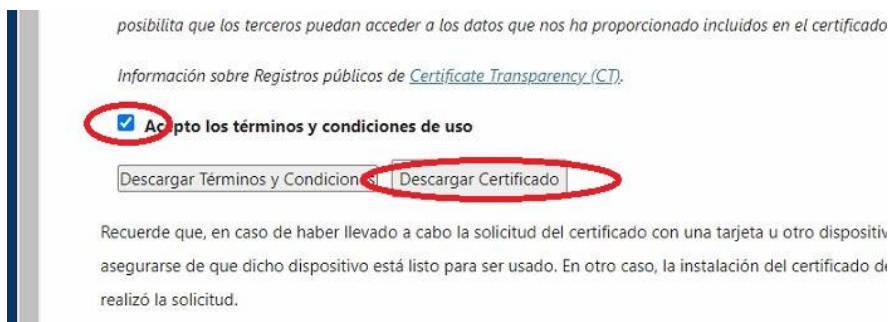 posibilita que los terceros puedan acceder a los datos que nos ha proporcionado incluidos en el certificado
Información sobre Registros públicos de Certificate Transparency (CT).
Acepto los términos y condiciones de uso
Descargar Términos y Condiciones Descargar Certificado
Recuerde que, en caso de haber llevado a cabo la solicitud del certificado con una tarjeta u otro dispositiv
asegurarse de que dicho dispositivo está listo para ser usado. En otro caso, la instalación del certificado de
realizó la solicitud.